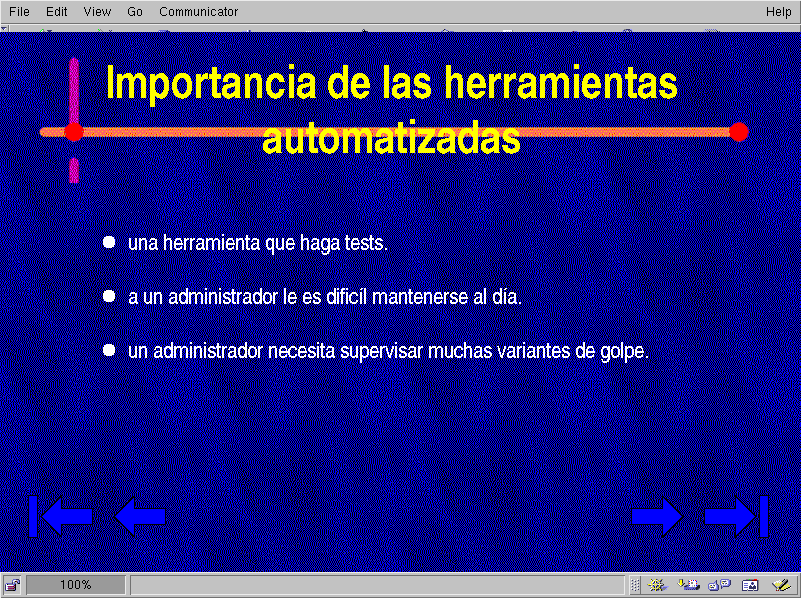 File Edit View Go Communicator Help
Importancia de las herramientas
automatizadas
una herramienta que haga tests.
a un administrador le es dificíl mantenerse al día.
un administrador necesita supervisar muchas variantes de golpe.
100%